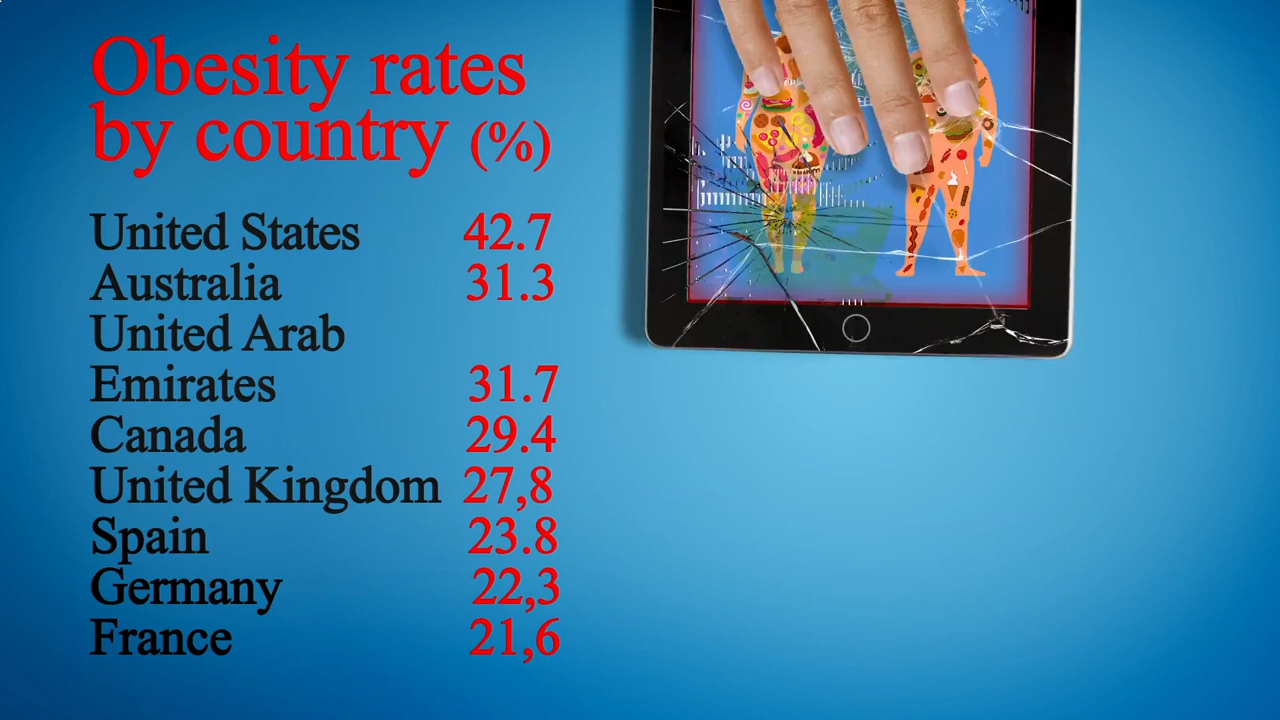 Obesity rates
by country (%)
United States 42.7
Australia 31.3
United Arab
Emirates 31.7
Canada 29.4
United Kingdom 27,8
Spain 23.8
Germany 22,3
France 21,6